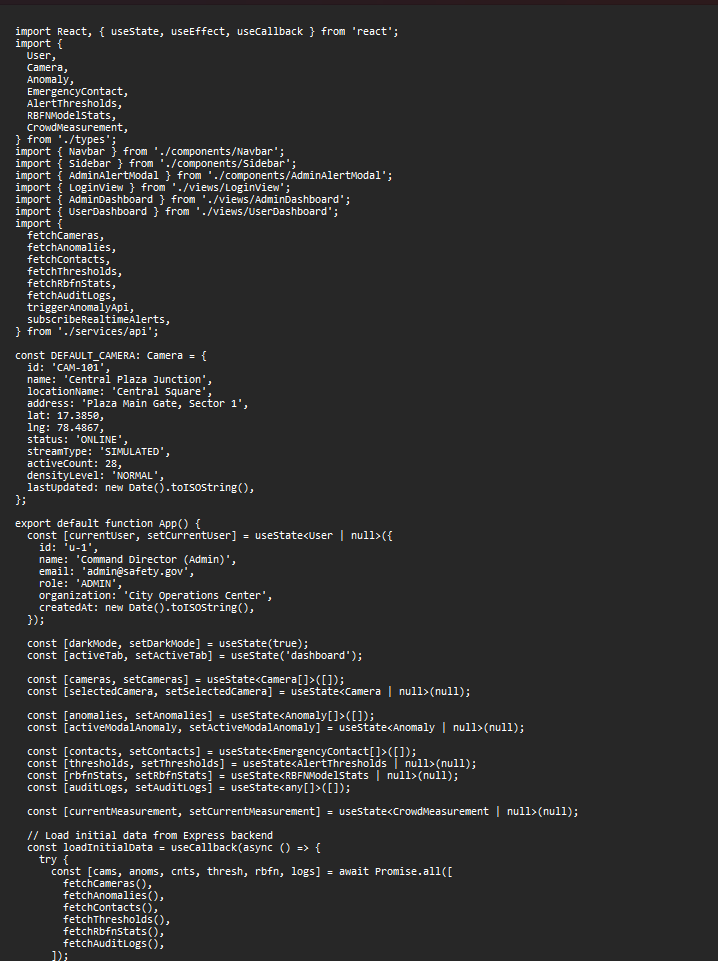 import React, { useState, useEffect, useCallback } from 'react';
import {
  User,
  Camera,
  Anomaly,
  EmergencyContact,
  AlertThresholds,
  RBFNModelStats,
  CrowdMeasurement,
} from './types';
import { Navbar } from './components/Navbar';
import { Sidebar } from './components/Sidebar';
import { AdminAlertModal } from './components/AdminAlertModal';
import { LoginView } from './views/LoginView';
import { AdminDashboard } from './views/AdminDashboard';
import { UserDashboard } from './views/UserDashboard';
import {
  fetchCameras,
  fetchAnomalies,
  fetchContacts,
  fetchThresholds,
  fetchRbfnStats,
  fetchAuditLogs,
  triggerAnomalyApi,
  subscribeRealtimeAlerts,
} from './services/api';

const DEFAULT_CAMERA: Camera = {
  id: 'CAM-101',
  name: 'Central Plaza Junction',
  locationName: 'Central Square',
  address: 'Plaza Main Gate, Sector 1',
  lat: 17.3850,
  lng: 78.4867,
  status: 'ONLINE',
  streamType: 'SIMULATED',
  activeCount: 28,
  densityLevel: 'NORMAL',
  lastUpdated: new Date().toISOString(),
};

export default function App() {
  const [currentUser, setCurrentUser] = useState<User | null>({
    id: 'u-1',
    name: 'Command Director (Admin)',
    email: 'admin@safety.gov',
    role: 'ADMIN',
    organization: 'City Operations Center',
    createdAt: new Date().toISOString(),
  });

  const [darkMode, setDarkMode] = useState(true);
  const [activeTab, setActiveTab] = useState('dashboard');

  const [cameras, setCameras] = useState<Camera[]>([]);
  const [selectedCamera, setSelectedCamera] = useState<Camera | null>(null);

  const [anomalies, setAnomalies] = useState<Anomaly[]>([]);
  const [activeModalAnomaly, setActiveModalAnomaly] = useState<Anomaly | null>(null);

  const [contacts, setContacts] = useState<EmergencyContact[]>([]);
  const [thresholds, setThresholds] = useState<AlertThresholds | null>(null);
  const [rbfnStats, setRbfnStats] = useState<RBFNModelStats | null>(null);
  const [auditLogs, setAuditLogs] = useState<any[]>([]);

  const [currentMeasurement, setCurrentMeasurement] = useState<CrowdMeasurement | null>(null);

  // Load initial data from Express backend
  const loadInitialData = useCallback(async () => {
    try {
      const [cams, anoms, cnts, thresh, rbfn, logs] = await Promise.all([
        fetchCameras(),
        fetchAnomalies(),
        fetchContacts(),
        fetchThresholds(),
        fetchRbfnStats(),
        fetchAuditLogs(),
      ]);